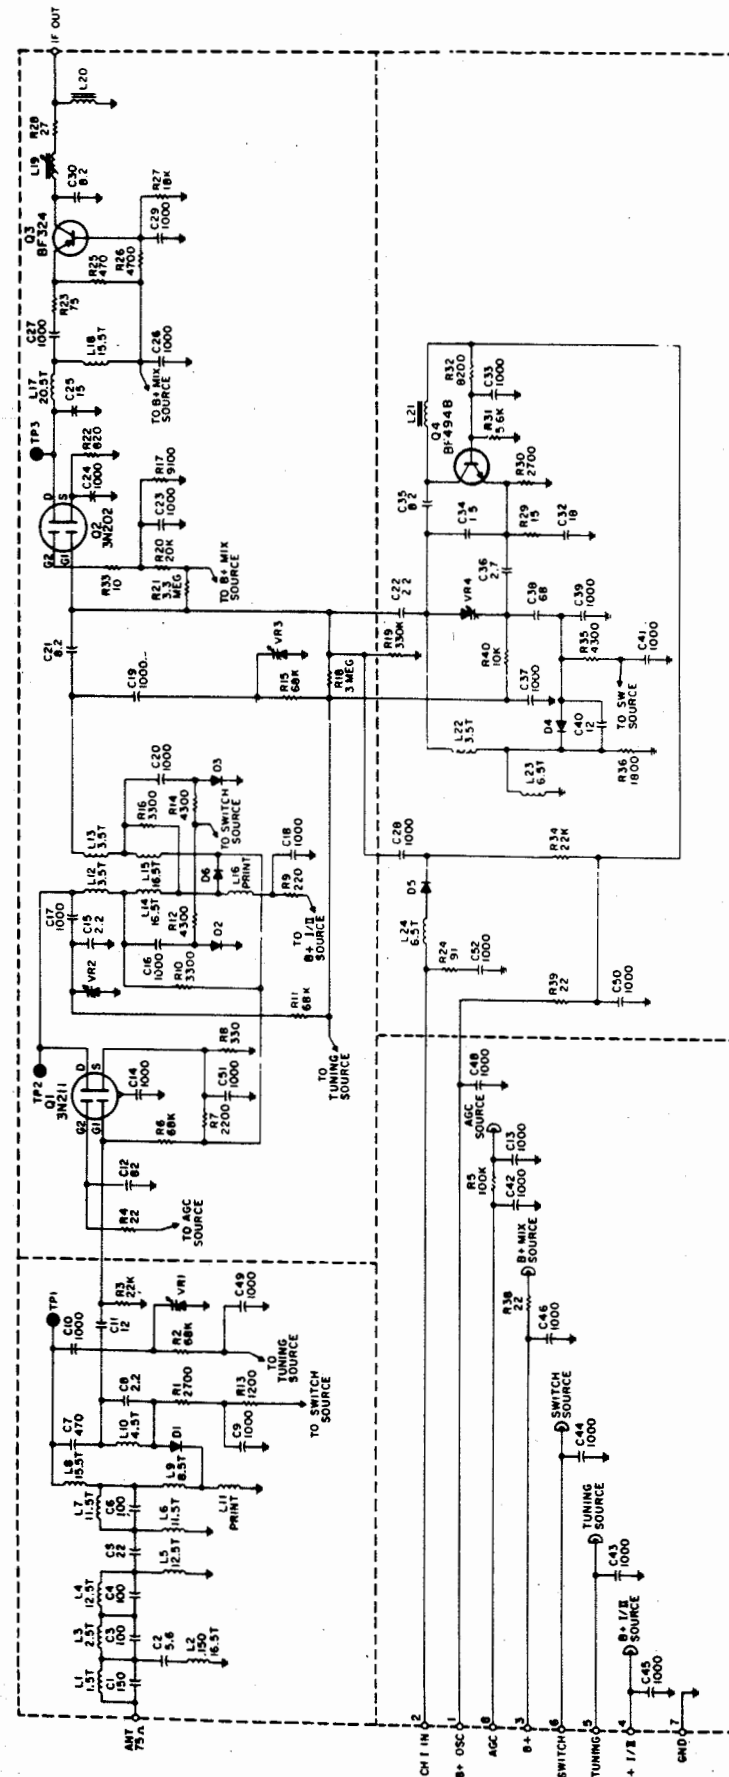 IF OUT
L20
R28
27
L19
C30
8.2
R27
18K
Q3
BF324
C29
1000
R25
470
R26
4700
R23
75
C27
1000
L18
15.5T
C26
1000
TO B+ MIX
SOURCE
L17
20.5T
C25
15
TP3
R22
820
C24
1000
R17
9100
D
S
Q2
3N202
G2
G1
C23
1000
R20
20K
R33
10
R21
3.3
MEG
TO B+ MIX
SOURCE
C21
8.2
C19
1000
VR3
R15
68K
R18
3 MEG
C20
1000
D3
R16
3300
R14
4300
TO SWITCH
SOURCE
L13
3.5T
L12
3.5T
L15
16.5T
L14
16.5T
D6
L16
PRINT
C18
1000
R9
220
TO
B+ I/II
SOURCE
C17
1000
C15
2.2
VR2
R12
4300
C16
1000
D2
R10
3300
R11
68K
TO
TUNING
SOURCE
TP2
Q1
3N211
D
S
G2
G1
C14
1000
R8
330
C51
1000
R7
2200
R6
68K
C12
82
R4
22
TO AGC
SOURCE
TP1
C10
1000
R3
22K
C11
12
VR1
R2
68K
C49
1000
TO
TUNING
SOURCE
C8
2.2
R1
2700
R13
1200
TO SWITCH
SOURCE
C7
470
L10
4.5T
D1
C9
1000
L8
15.5T
L9
8.5T
L11
PRINT
L7
11.5T
C6
100
L6
11.5T
C5
22
L5
12.5T
L4
12.5T
C4
100
L3
2.5T
C3
100
C2
5.6
L2
.150
16.5T
L1
1.5T
C1
150
ANT
75Ω
L21
Q4
BF494B
R32
8200
C33
1000
R31
5.6K
R30
2700
C35
8.2
C34
15
R29
15
C32
18
C36
2.7
C22
2.2
VR4
C38
68
C39
1000
R19
330K
R40
10K
R35
4300
C41
1000
C37
1000
TO SW
SOURCE
D4
C40
12
L22
3.5T
L23
6.5T
R36
1800
C28
1000
R34
22K
D5
L24
6.5T
R24
91
C52
1000
R39
22
C50
1000
C48
1000
AGC
SOURCE
C13
1000
R5
100K
C42
1000
B+ MIX
SOURCE
R38
22
C46
1000
SWITCH
SOURCE
C44
1000
TUNING
SOURCE
C43
1000
B+ I/II
SOURCE
C45
1000
2
CH I IN
1
B+ OSC
8
AGC
3
B+
6
SWITCH
5
TUNING
4
+ I/II
7
GND